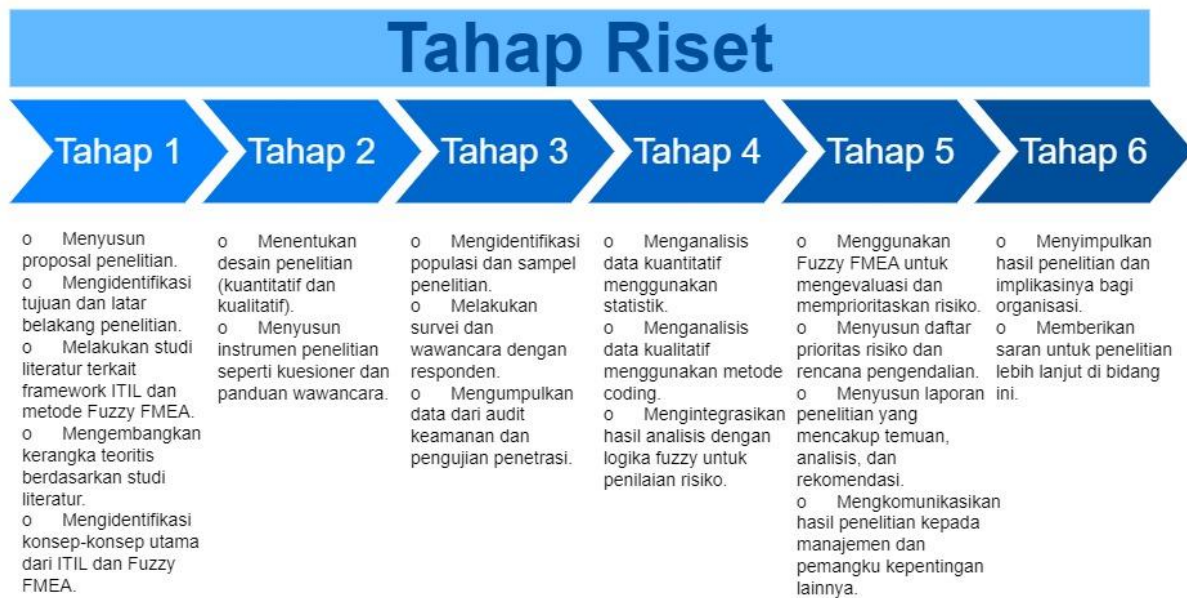 Tahap Riset
Tahap 1
Tahap 2
Tahap 3
Tahap 4
Tahap 5
Tahap 6
o Menyusun
proposal penelitian.
o Mengidentifikasi
tujuan dan latar
belakang penelitian.
o Melakukan studi
literatur terkait
framework ITIL dan
metode Fuzzy FMEA.
o Mengembangkan
kerangka teoritis
berdasarkan studi
literatur.
o Mengidentifikasi
konsep-konsep utama
dari ITIL dan Fuzzy
FMEA.
o Menentukan
desain penelitian
(kuantitatif dan
kualitatif).
o Menyusun
instrumen penelitian
seperti kuesioner dan
panduan wawancara.
o Mengidentifikasi
populasi dan sampel
penelitian.
o Melakukan
survei dan
wawancara dengan
responden.
o Mengumpulkan
data dari audit
keamanan dan
pengujian penetrasi.
o Menganalisis
data kuantitatif
menggunakan
statistik.
o Menganalisis
data kualitatif
menggunakan metode
coding.
o Mengintegrasikan
hasil analisis dengan
logika fuzzy untuk
penilaian risiko.
o Menggunakan
Fuzzy FMEA untuk
mengevaluasi dan
memprioritaskan risiko.
o Menyusun daftar
prioritas risiko dan
rencana pengendalian.
o Menyusun laporan
penelitian yang
mencakup temuan,
analisis, dan
rekomendasi.
o Mengkomunikasikan
hasil penelitian kepada
manajemen dan
pemangku kepentingan
lainnya.
o Menyimpulkan
hasil penelitian dan
implikasinya bagi
organisasi.
o Memberikan
saran untuk penelitian
lebih lanjut di bidang
ini.